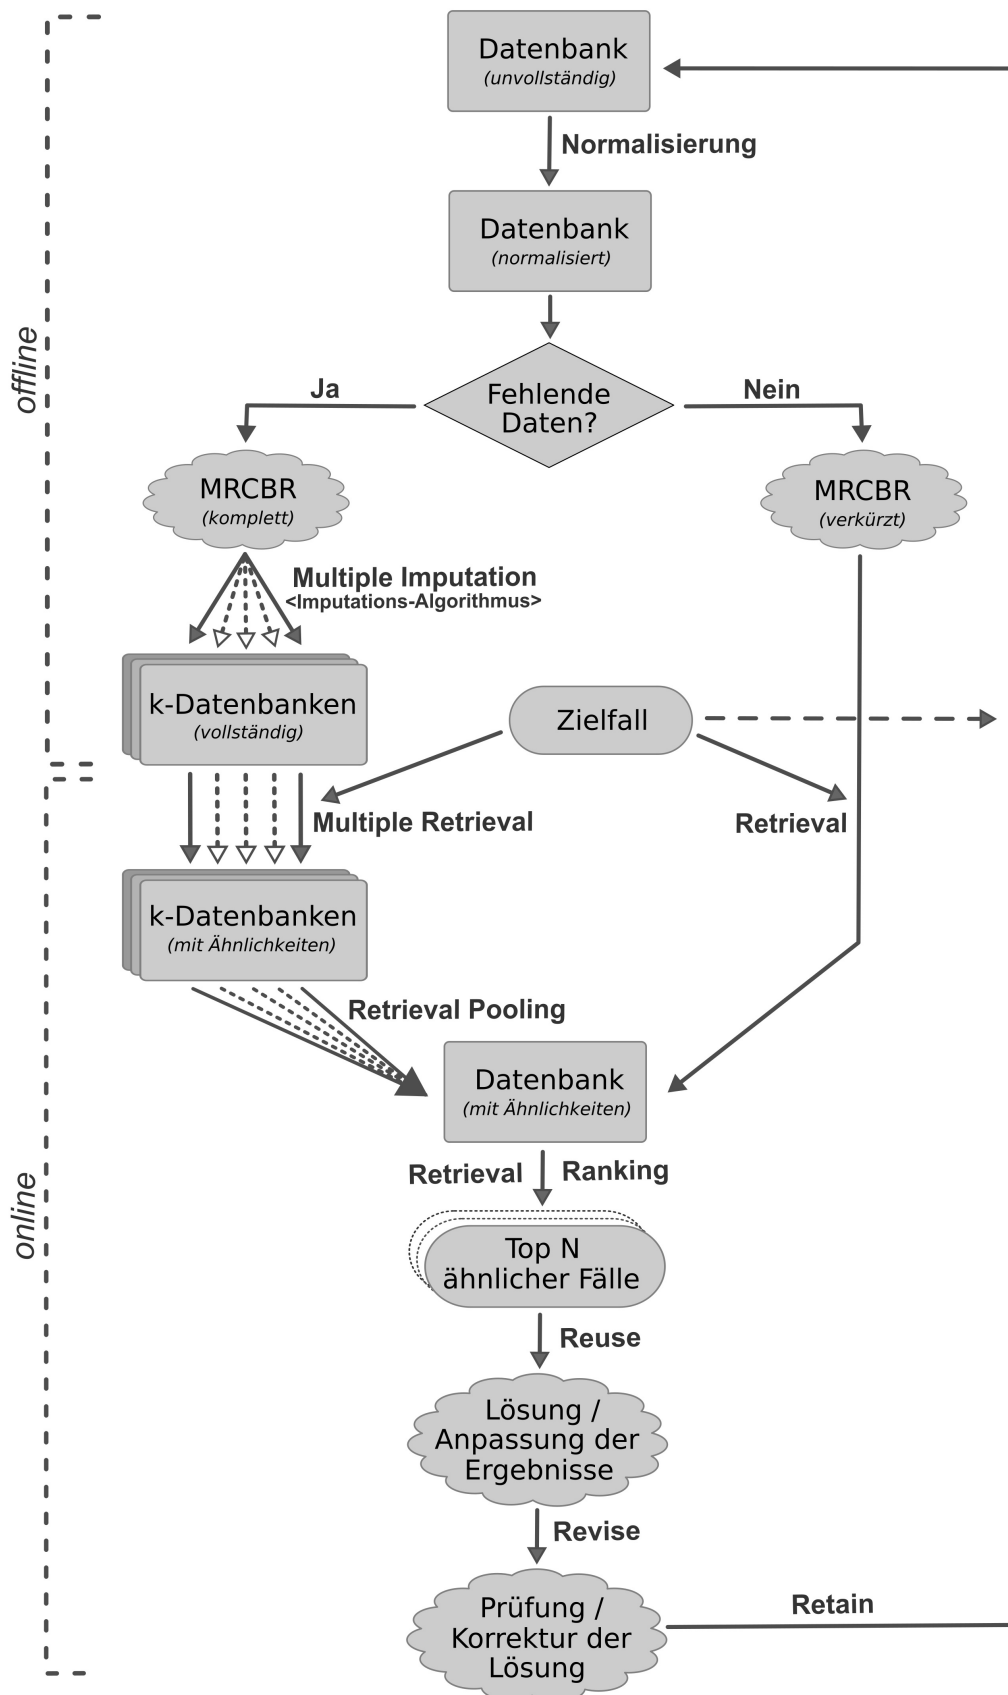 Datenbank
(unvollständig)
Normalisierung
Datenbank
(normalisiert)
offline
Fehlende
Daten?
Ja
Nein
MRCBR
(komplett)
MRCBR
(verkürzt)
Multiple Imputation
<Imputations-Algorithmus>
k-Datenbanken
(vollständig)
Zielfall
Multiple Retrieval
Retrieval
k-Datenbanken
(mit Ähnlichkeiten)
Retrieval Pooling
Datenbank
(mit Ähnlichkeiten)
online
Retrieval
Ranking
Top N
ähnlicher Fälle
Reuse
Lösung /
Anpassung der
Ergebnisse
Revise
Prüfung /
Korrektur der
Lösung
Retain